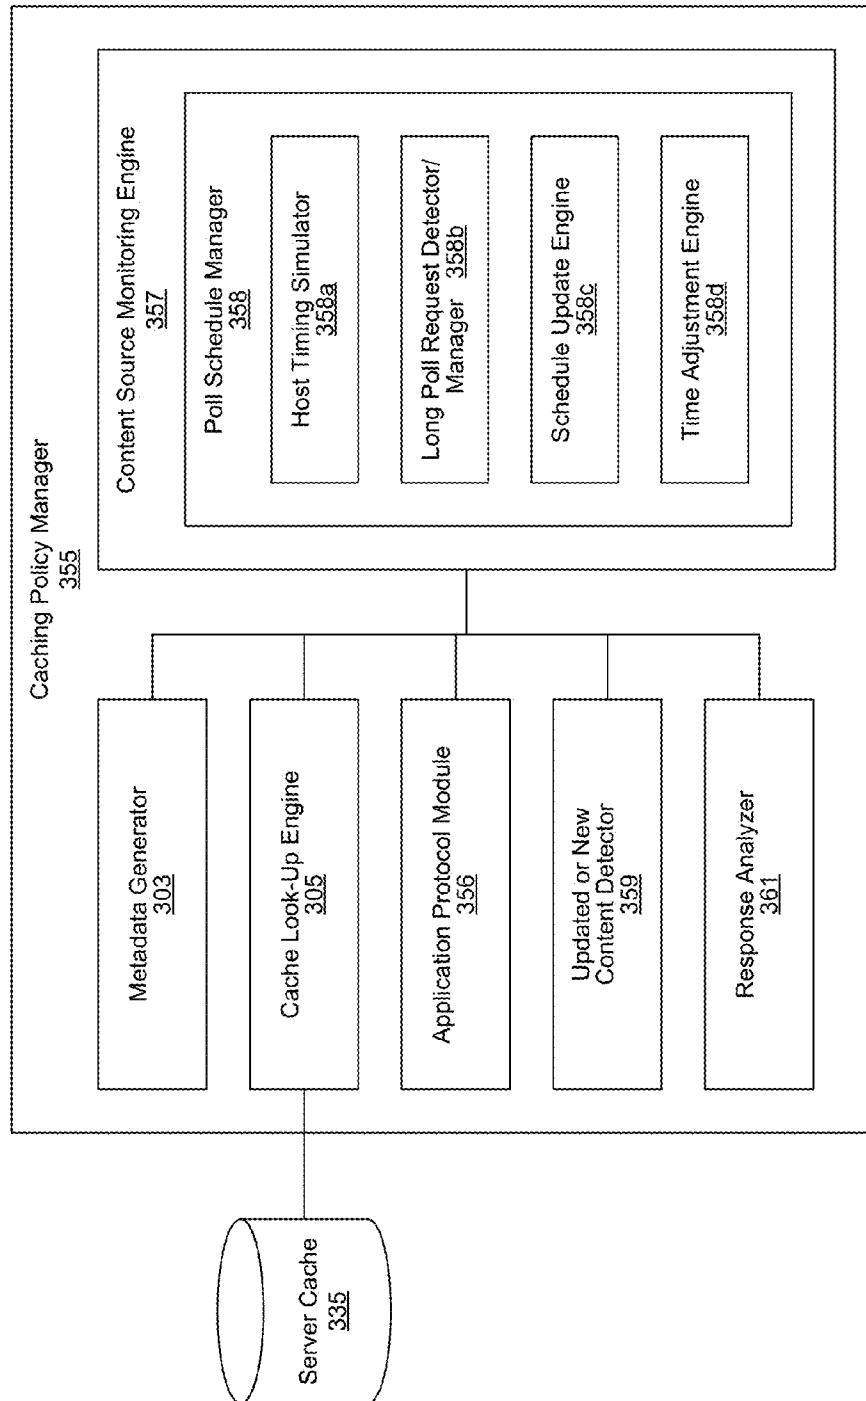 Caching Policy Manager
355
Metadata Generator
303
Cache Look-Up Engine
305
Application Protocol Module
356
Updated or New
Content Detector
359
Response Analyzer
361
Server Cache
335
Content Source Monitoring Engine
357
Poll Schedule Manager
358
Host Timing Simulator
358a
Long Poll Request Detector/
Manager 358b
Schedule Update Engine
358c
Time Adjustment Engine
358d